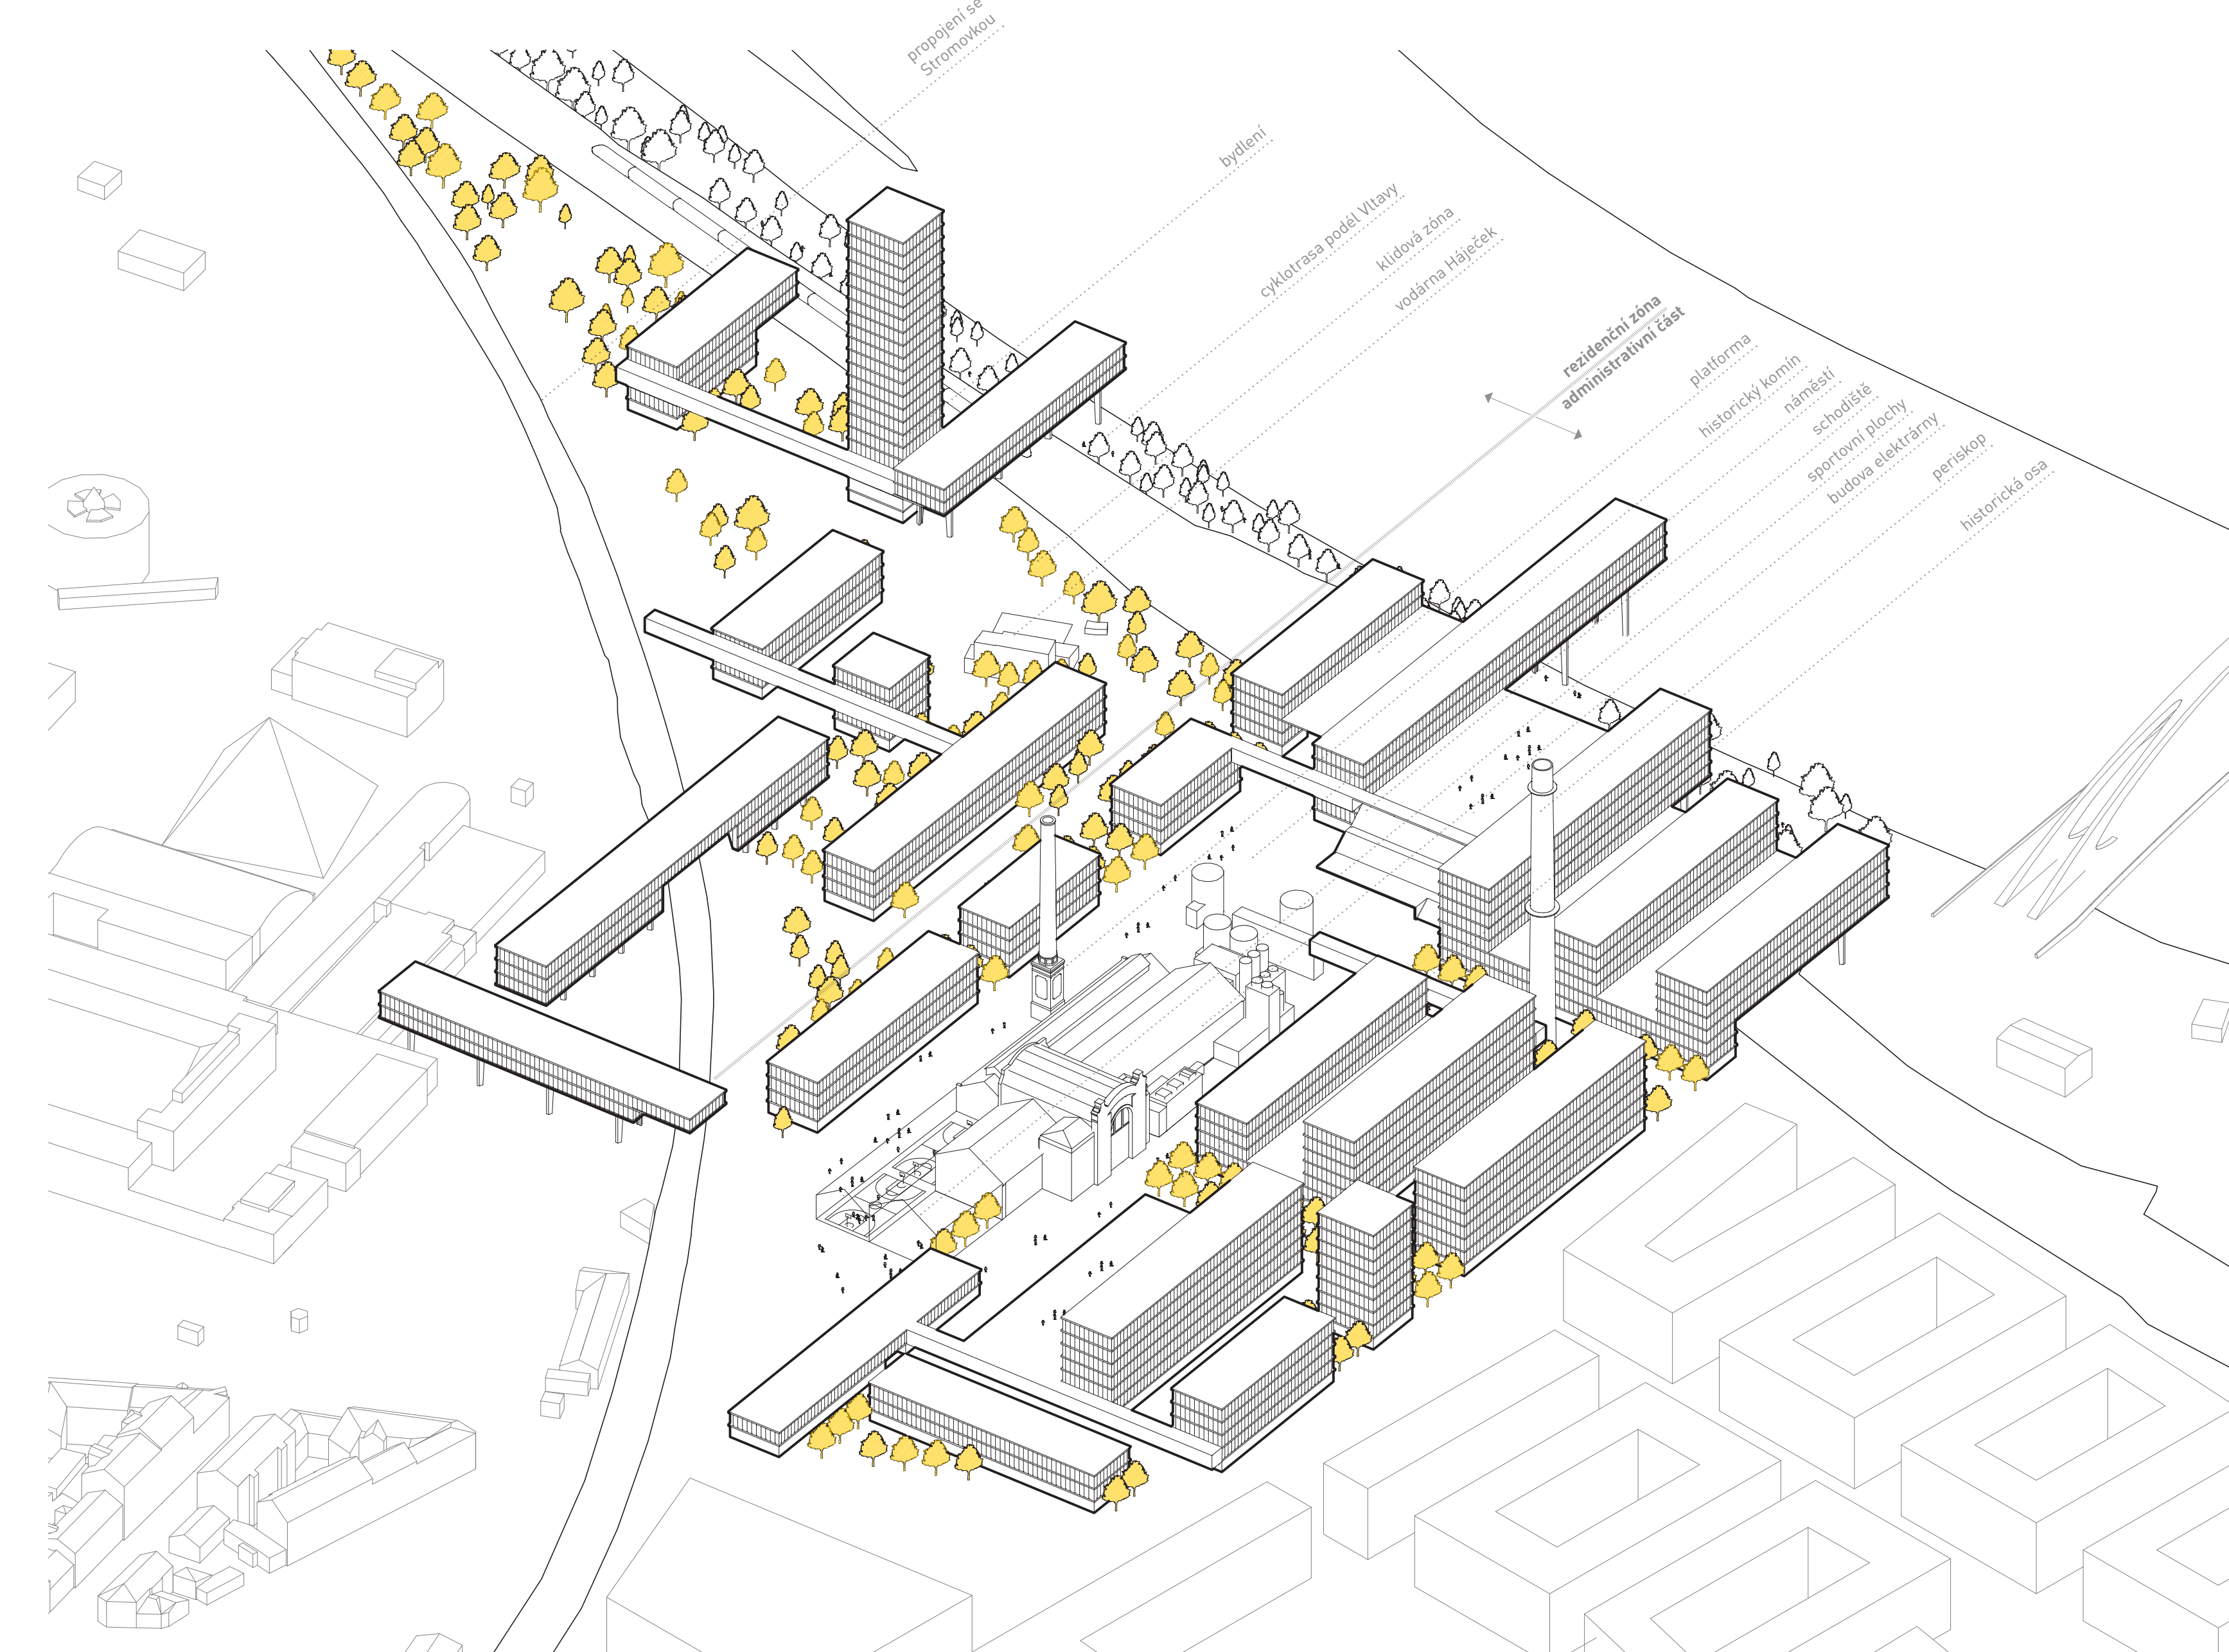 propojení se
Stromovkou
bydlení
cyklotrasa podél Vltavy
klidová zóna
vodárna Háječek
rezidenční zóna
administrativní část
platforma
historický komín
náměstí
schodiště
sportovní plochy
budova elektrárny
periskop
historická osa